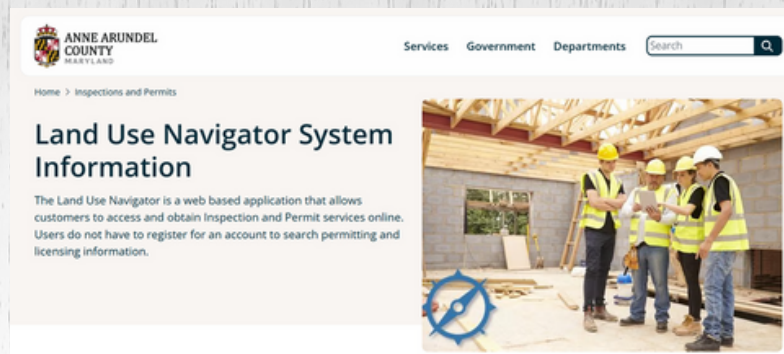 ANNE ARUNDEL
COUNTY
MARYLAND
Services Government Departments Search
Home > Inspections and Permits
Land Use Navigator System
Information
The Land Use Navigator is a web based application that allows
customers to access and obtain Inspection and Permit services online.
Users do not have to register for an account to search permitting and
licensing information.